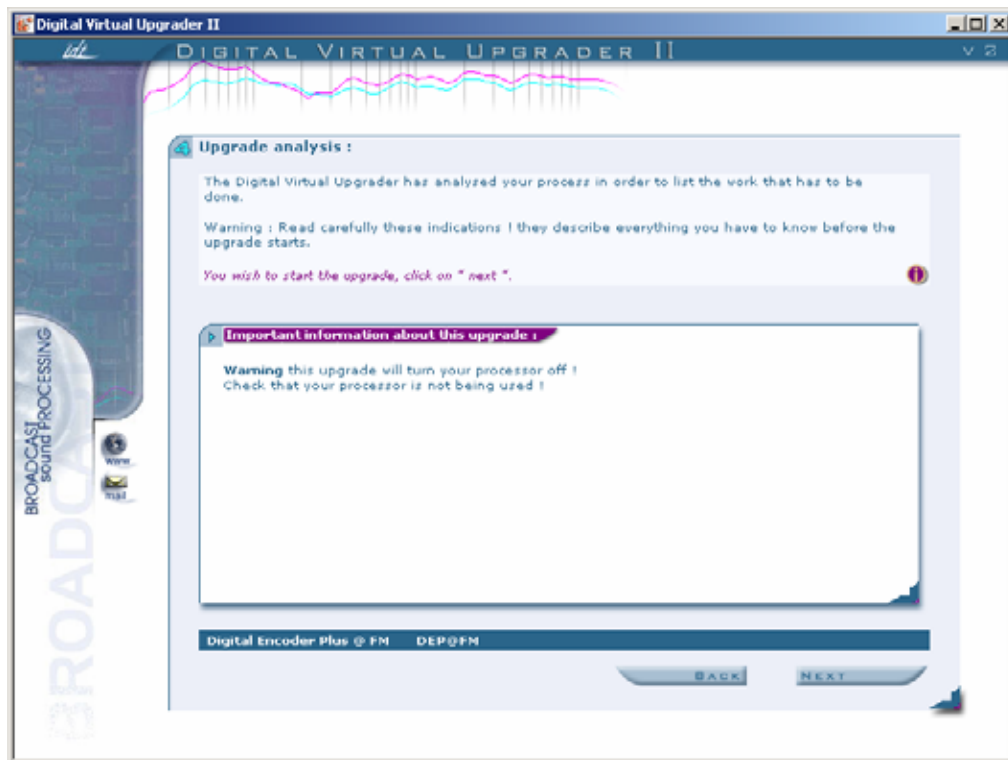 Digital Virtual Upgrader II
idt
DIGITAL VIRTUAL UPGRADER II
V 2
Upgrade analysis :
The Digital Virtual Upgrader has analysed your process in order to list the work that has to be
done.
Warning : Read carefully these indications ! they describe everything you have to know before the
upgrade starts.
You wish to start the upgrade, click on " next ".
Important information about this upgrade :
Warning this upgrade will turn your processor off !
Check that your processor is not being used !
BROADCAST
sound PROCESSING
www
mail
BROADCAST
Digital Encoder Plus @ FM DEP@FM
BACK
NEXT